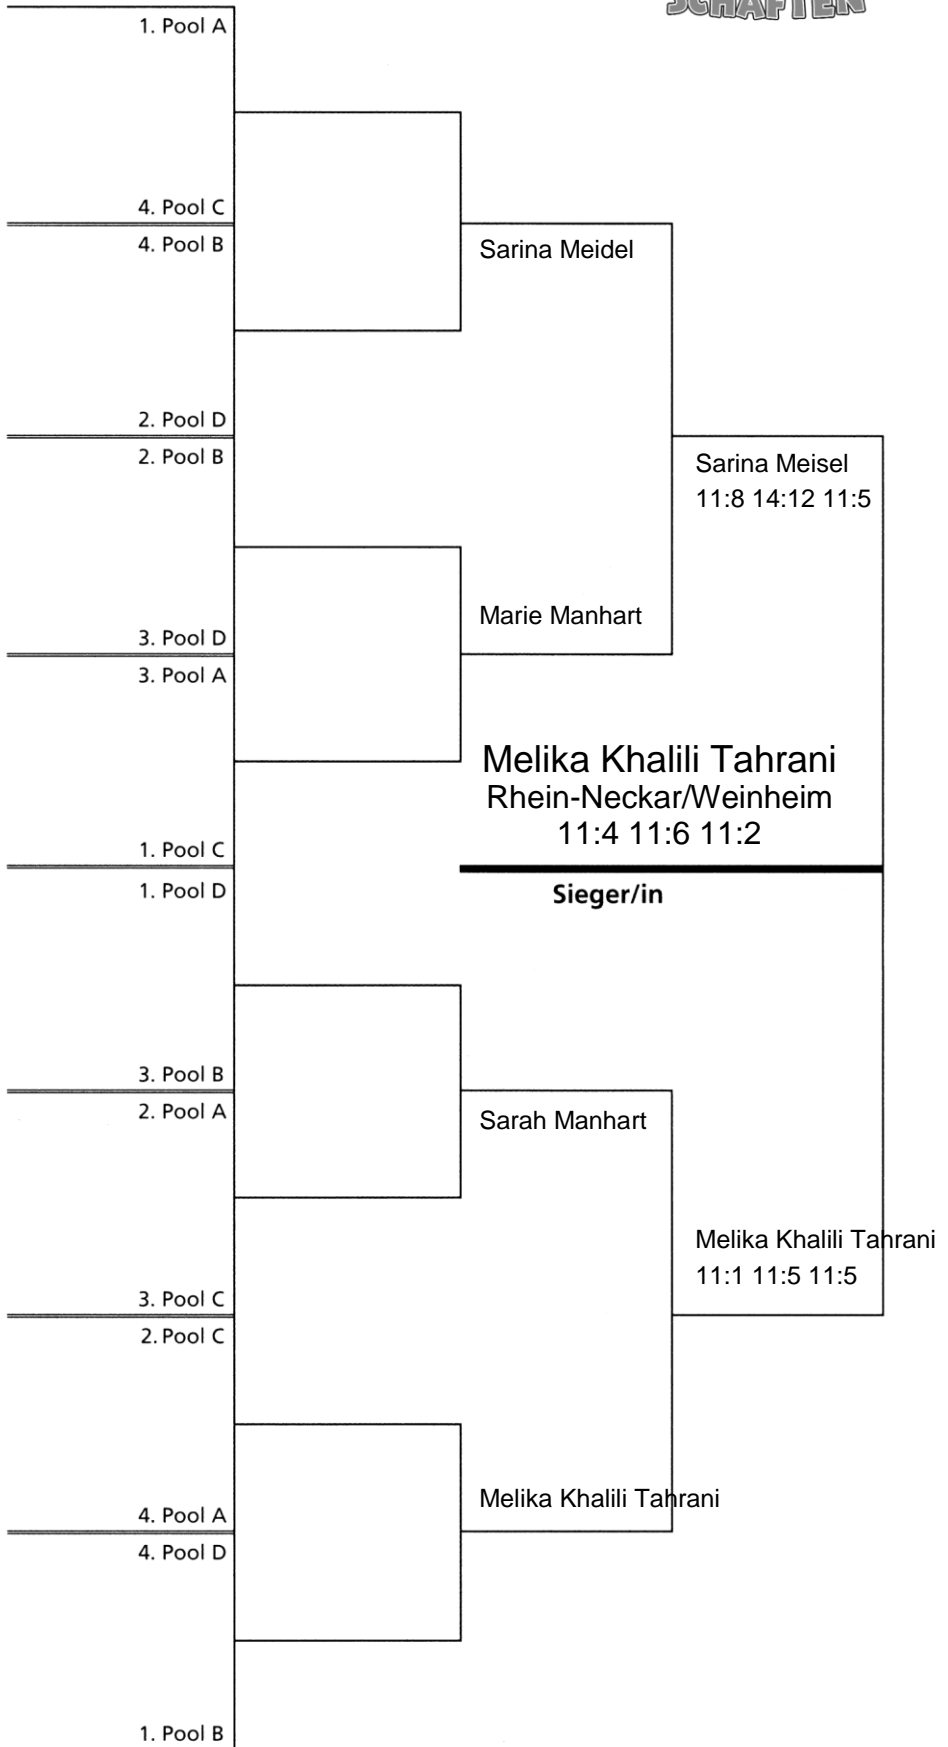 SCHAFTEN
1. Pool A
4. Pool C
4. Pool B
Sarina Meidel
2. Pool D
2. Pool B
Sarina Meisel
11:8 14:12 11:5
Marie Manhart
3. Pool D
3. Pool A
Melika Khalili Tahrani
Rhein-Neckar/Weinheim
11:4 11:6 11:2
1. Pool C
1. Pool D
Sieger/in
3. Pool B
2. Pool A
Sarah Manhart
Melika Khalili Tahrani
11:1 11:5 11:5
3. Pool C
2. Pool C
Melika Khalili Tahrani
4. Pool A
4. Pool D
1. Pool B